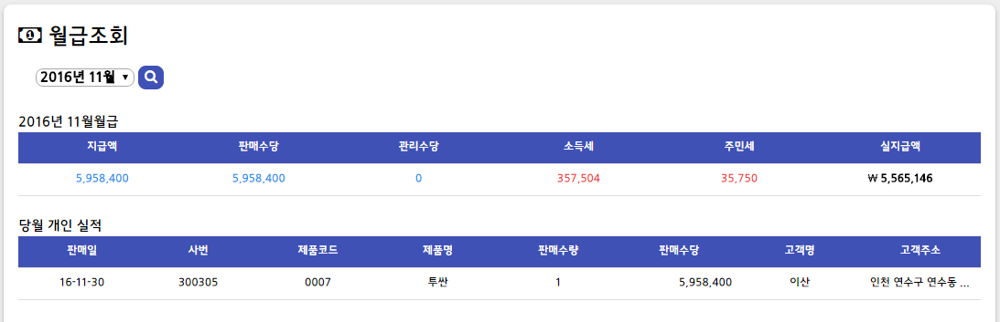 월급조회
2016년 11월 ▼
2016년 11월월급
지급액 판매수당 관리수당 소득세 주민세 실지급액
5,958,400 5,958,400 0 357,504 35,750 ₩ 5,565,146
당월 개인 실적
판매일 사번 제품코드 제품명 판매수량 판매수당 고객명 고객주소
16-11-30 300305 0007 투싼 1 5,958,400 이산 인천 연수구 연수동 ...